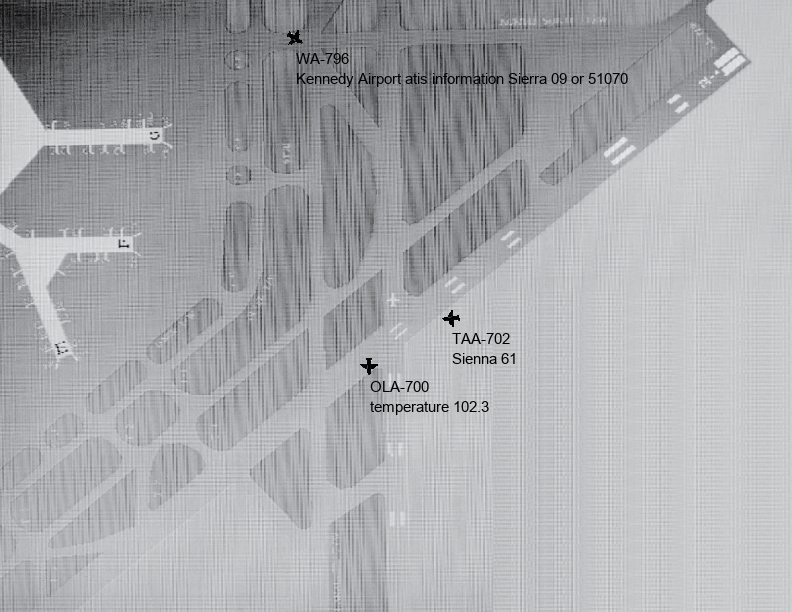 WA-796
Kennedy Airport atis information Sierra 09 or 51070
G
F
TAA-702
Sienna 61
OLA-700
temperature 102.3